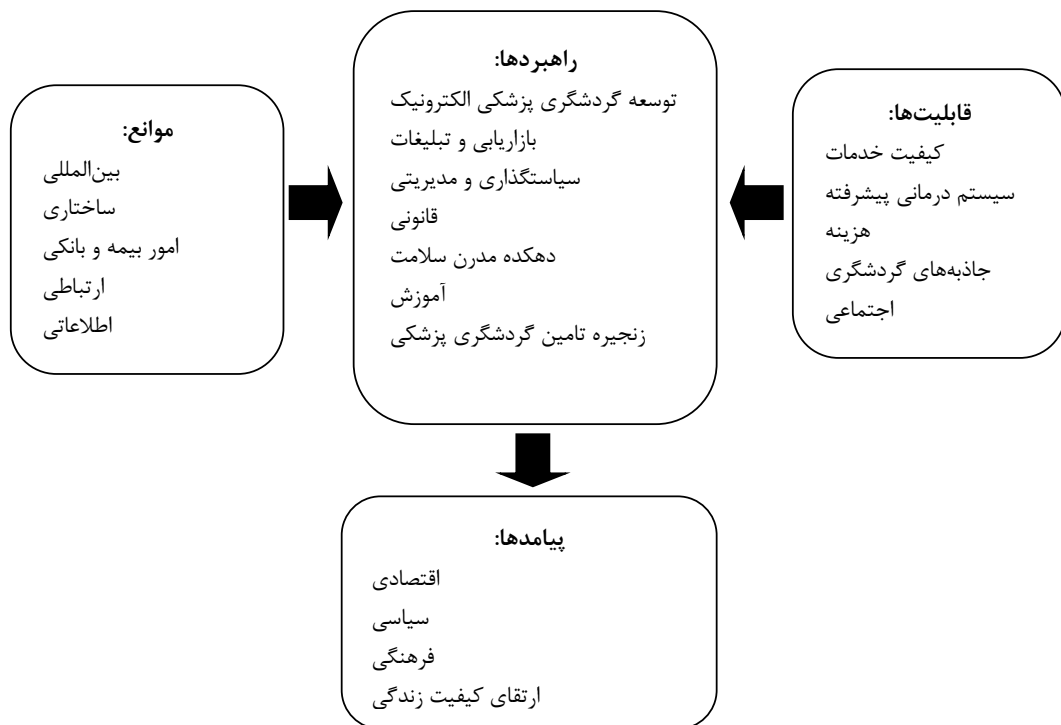 قابلیت‌ها:
کیفیت خدمات
سیستم درمانی پیشرفته
هزینه
جاذبه‌های گردشگری
اجتماعی
راهبردها:
توسعه گردشگری پزشکی الکترونیک
بازاریابی و تبلیغات
سیاستگذاری و مدیریتی
قانونی
دهکده مدرن سلامت
آموزش
زنجیره تامین گردشگری پزشکی
موانع:
بین‌المللی
ساختاری
امور بیمه و بانکی
ارتباطی
اطلاعاتی
پیامدها:
اقتصادی
سیاسی
فرهنگی
ارتقای کیفیت زندگی